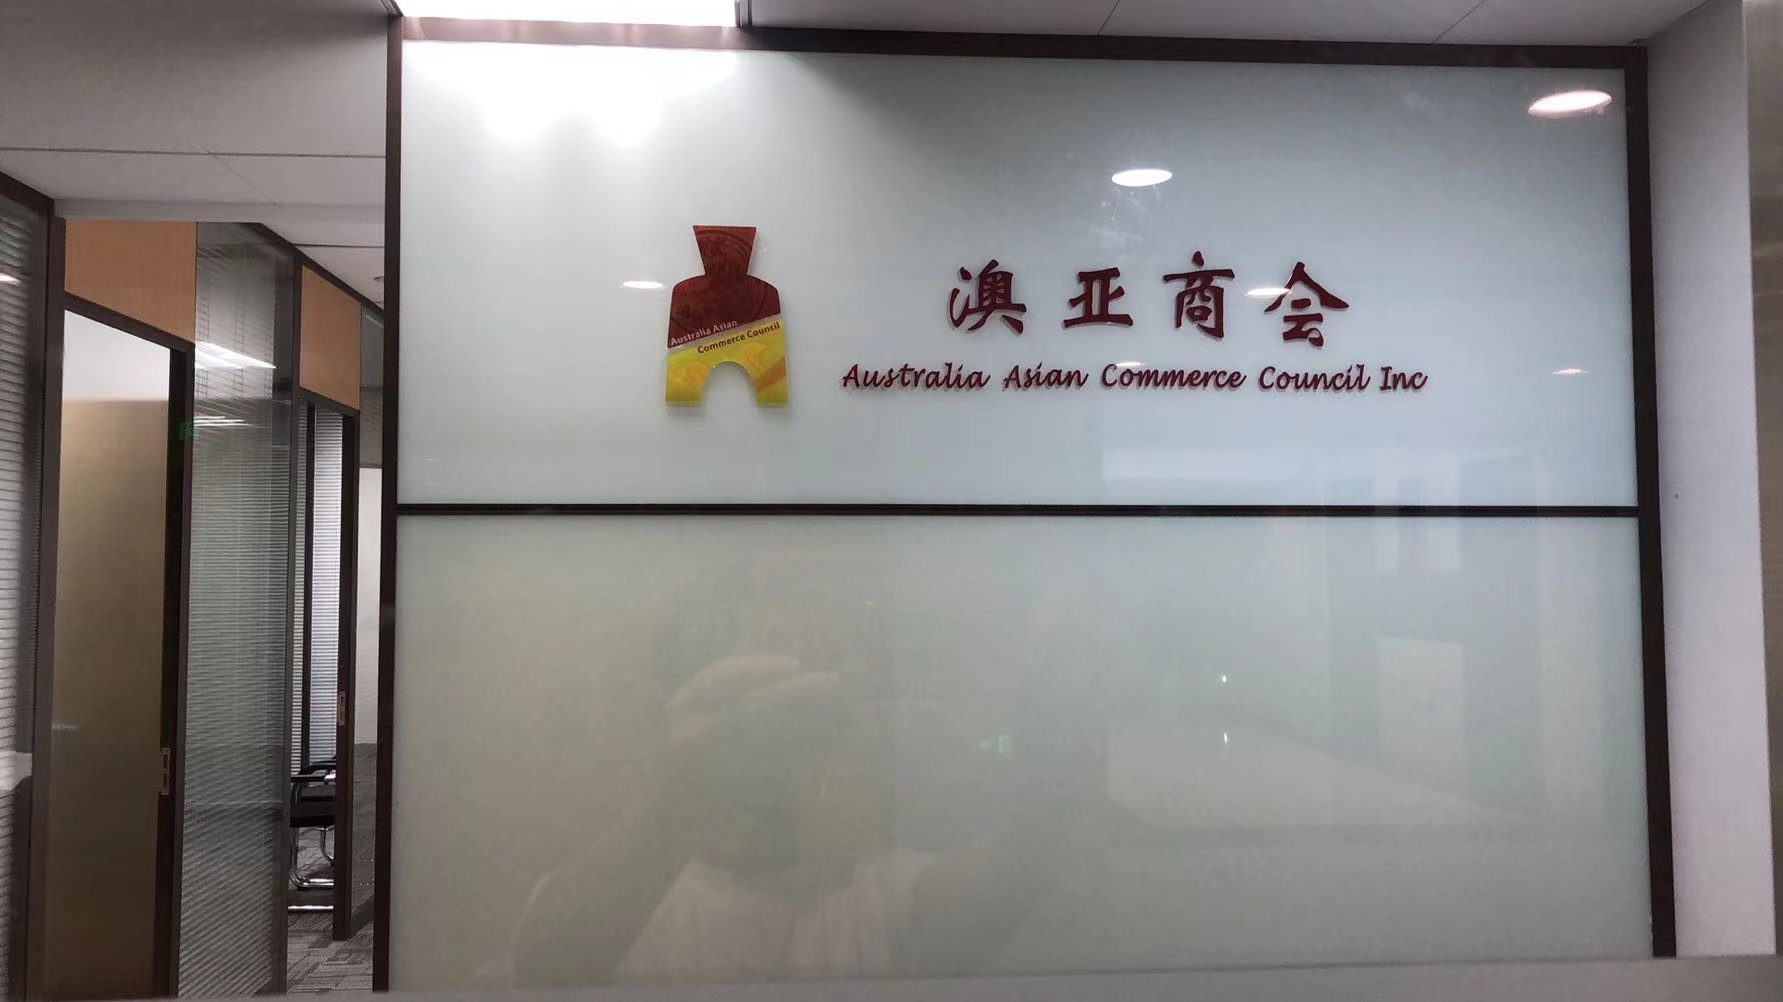 Australia Asian
Commerce Council
澳亚商会
Australia Asian Commerce Council Inc